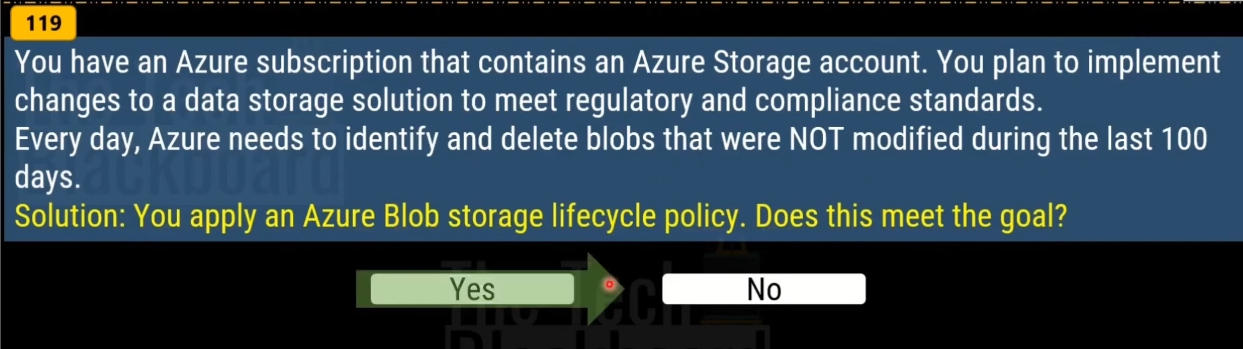 119
You have an Azure subscription that contains an Azure Storage account. You plan to implement
changes to a data storage solution to meet regulatory and compliance standards.
Every day, Azure needs to identify and delete blobs that were NOT modified during the last 100
days.
Solution: You apply an Azure Blob storage lifecycle policy. Does this meet the goal?
Yes
No
The Tech
Blackboard